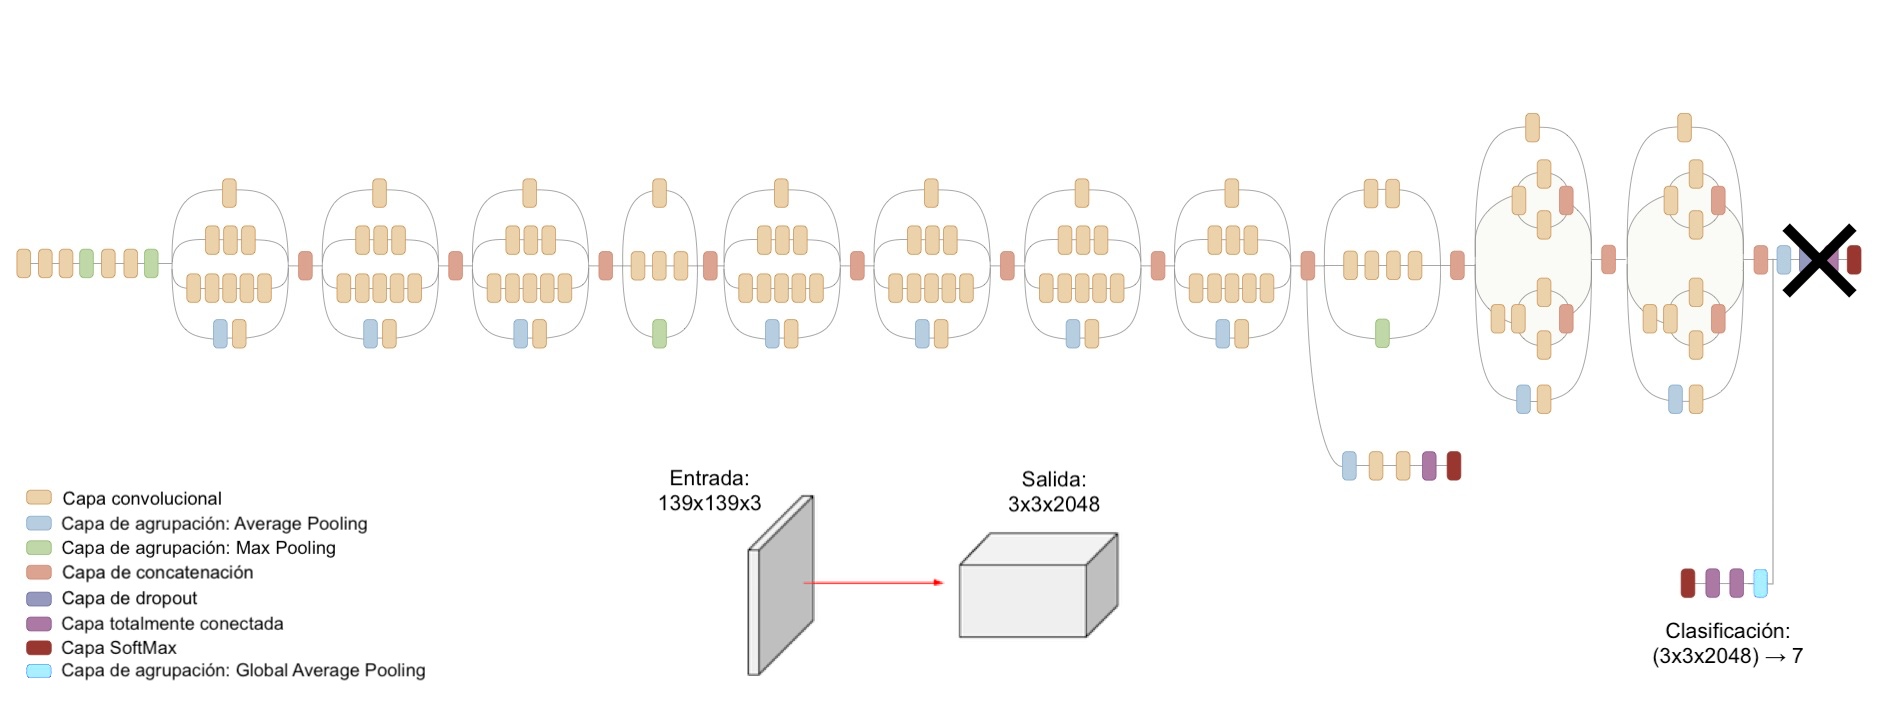 Entrada:
139x139x3
Salida:
3x3x2048
Capa convolucional
Capa de agrupación: Average Pooling
Capa de agrupación: Max Pooling
Capa de concatenación
Capa de dropout
Capa totalmente conectada
Capa SoftMax
Capa de agrupación: Global Average Pooling
Clasificación:
(3x3x2048) → 7